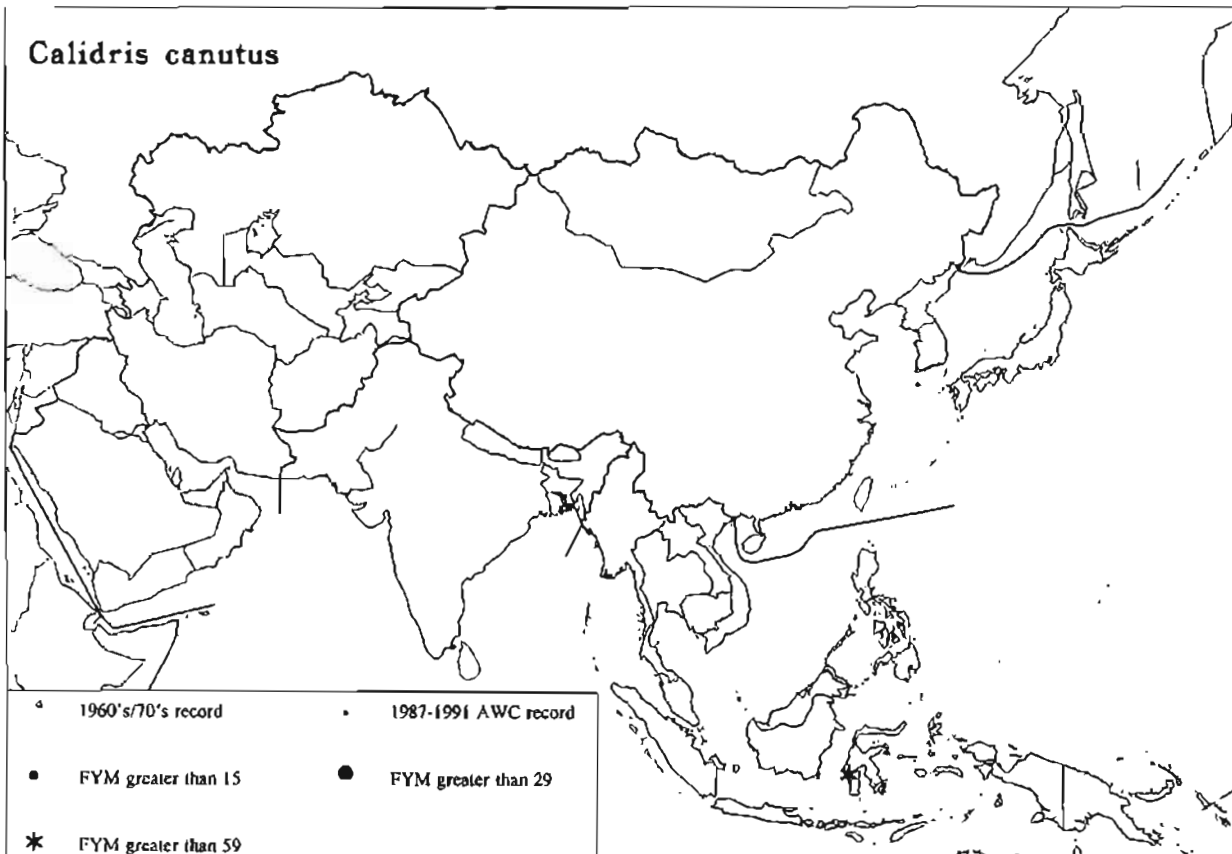 Calidris canutus
1960's/70's record
1987-1991 AWC record
FYM greater than 15
FYM greater than 29
FYM greater than 59